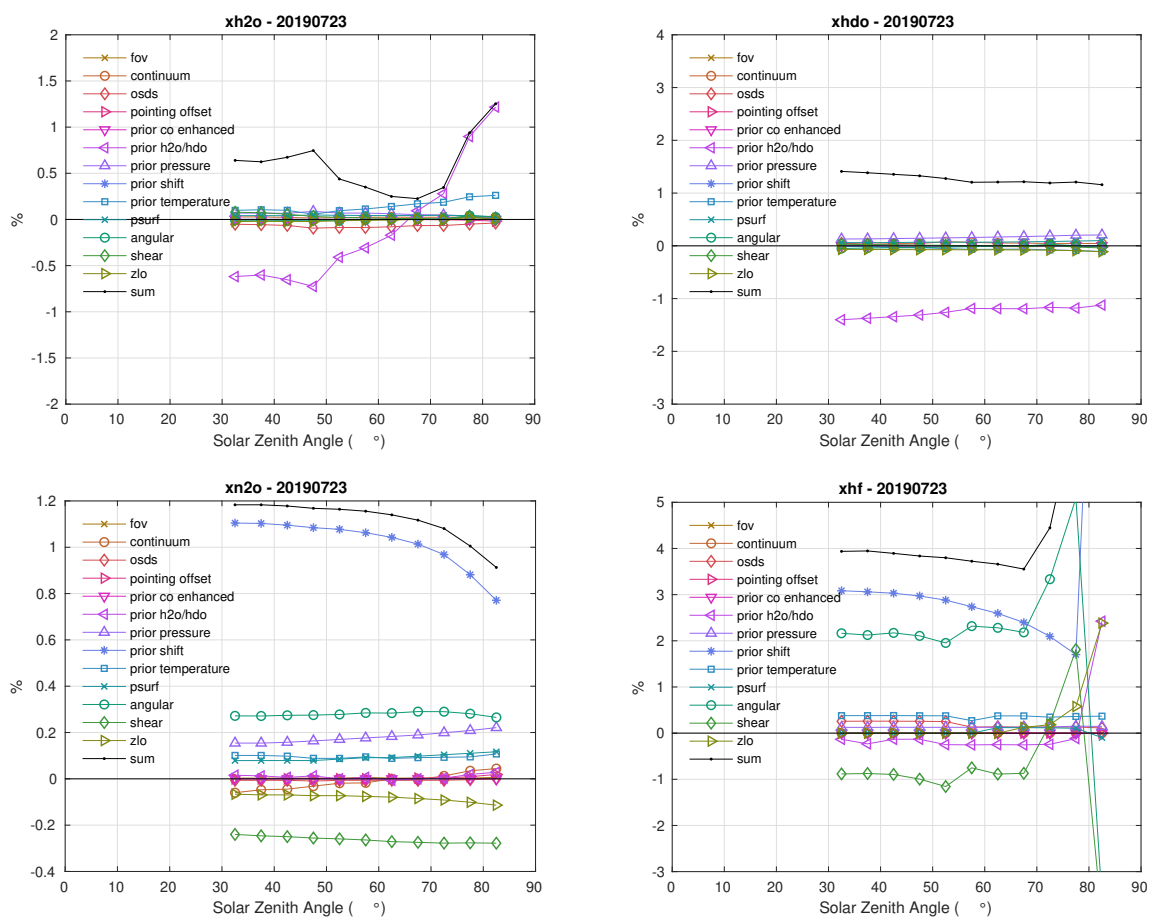 xh2o - 20190723
2
1.5
1
0.5
0
-0.5
-1
-1.5
-2
%
fov
continuum
osds
pointing offset
prior co enhanced
prior h2o/hdo
prior pressure
prior shift
prior temperature
psurf
angular
shear
zlo
sum
0 10 20 30 40 50 60 70 80 90
Solar Zenith Angle ( °)
xhdo - 20190723
4
3
2
1
0
-1
-2
-3
%
fov
continuum
osds
pointing offset
prior co enhanced
prior h2o/hdo
prior pressure
prior shift
prior temperature
psurf
angular
shear
zlo
sum
0 10 20 30 40 50 60 70 80 90
Solar Zenith Angle ( °)
xn2o - 20190723
1.2
1
0.8
0.6
0.4
0.2
0
-0.2
-0.4
%
fov
continuum
osds
pointing offset
prior co enhanced
prior h2o/hdo
prior pressure
prior shift
prior temperature
psurf
angular
shear
zlo
sum
0 10 20 30 40 50 60 70 80 90
Solar Zenith Angle ( °)
xhf - 20190723
5
4
3
2
1
0
-1
-2
-3
%
fov
continuum
osds
pointing offset
prior co enhanced
prior h2o/hdo
prior pressure
prior shift
prior temperature
psurf
angular
shear
zlo
sum
0 10 20 30 40 50 60 70 80 90
Solar Zenith Angle ( °)